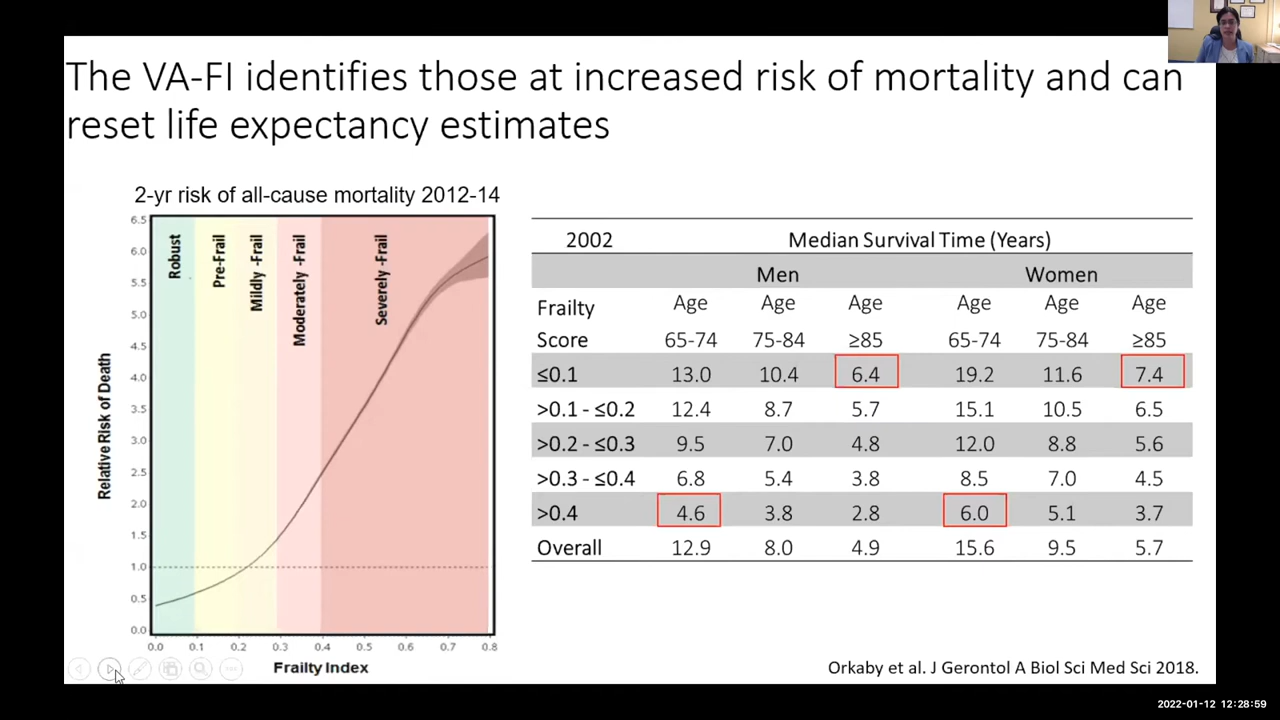 The VA-FI identifies those at increased risk of mortality and can
reset life expectancy estimates
2-yr risk of all-cause mortality 2012-14
6.5
6.0
5.5
5.0
4.5
4.0
3.5
3.0
2.5
2.0
1.5
1.0
0.5
0.0
Relative Risk of Death
Robust
Pre-Frail
Mildly -Frail
Moderately -Frail
Severely -Frail
0.0 0.1 0.2 0.3 0.4 0.5 0.6 0.7 0.8
Frailty Index
2002 Median Survival Time (Years)
Men Women
Frailty Age Age Age Age Age Age
Score 65-74 75-84 ≥85 65-74 75-84 ≥85
≤0.1 13.0 10.4 6.4 19.2 11.6 7.4
>0.1 - ≤0.2 12.4 8.7 5.7 15.1 10.5 6.5
>0.2 - ≤0.3 9.5 7.0 4.8 12.0 8.8 5.6
>0.3 - ≤0.4 6.8 5.4 3.8 8.5 7.0 4.5
>0.4 4.6 3.8 2.8 6.0 5.1 3.7
Overall 12.9 8.0 4.9 15.6 9.5 5.7
Orkaby et al. J Gerontol A Biol Sci Med Sci 2018.
2022-01-12 12:28:59